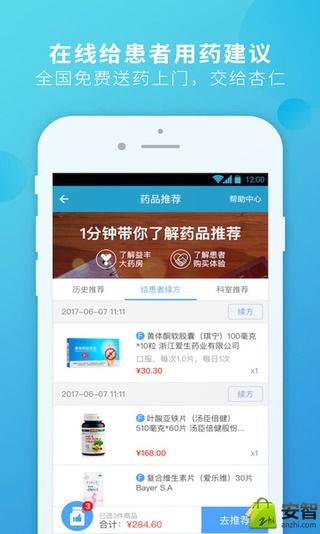 在线给患者用药建议
全国免费送药上门，交给杏仁
12:00
药品推荐
帮助中心
1分钟带你了解药品推荐
了解益丰
大药房
了解患者
购买体验
历史推荐
给患者续方
科室推荐
2017-06-07 11:11
续方
黄体酮软胶囊（琪宁）100毫克
*10粒 浙江爱生药业有限公司
口服，每次1.0片，每日1次
¥30.30
x1
2017-06-07 11:11
续方
叶酸亚铁片（汤臣倍健）
510毫克*60片 汤臣倍健股份...
¥168.00
x1
复合维生素片（爱乐维）30片
Bayer S.A
3
已选3件商品
合计：¥284.60
去推荐
安智
anzhi.com
zhi